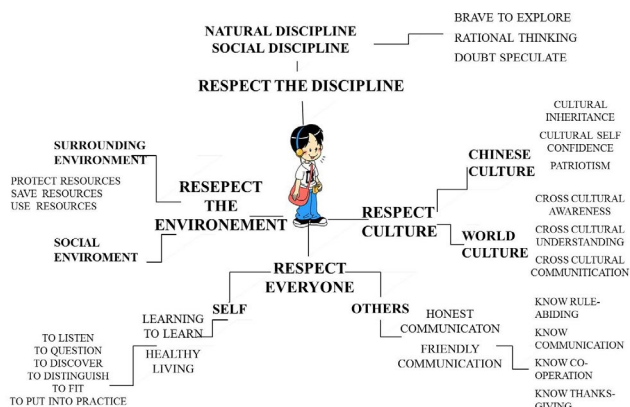 NATURAL DISCIPLINE
SOCIAL DISCIPLINE
BRAVE TO EXPLORE
RATIONAL THINKING
DOUBT SPECULATE
RESPECT THE DISCIPLINE
SURROUNDING
ENVIRONMENT
PROTECT RESOURCES
SAVE RESOURCES
USE RESOURCES
RESEPECT
THE
ENVIRONEMENT
SOCIAL
ENVIROMENT
CHINESE
CULTURE
CULTURAL
INHERITANCE
CULTURAL SELF
CONFIDENCE
PATRIOTISM
RESPECT
CULTURE
WORLD
CULTURE
CROSS CULTURAL
AWARENESS
CROSS CULTURAL
UNDERSTANDING
CROSS CULTURAL
COMMUNITICATION
RESPECT
EVERYONE
SELF
LEARNING
TO LEARN
HEALTHY
LIVING
TO LISTEN
TO QUESTION
TO DISCOVER
TO DISTINGUISH
TO FIT
TO PUT INTO PRACTICE
OTHERS
HONEST
COMMUNICATON
FRIENDLY
COMMUNICATION
KNOW RULE-
ABIDING
KNOW
COMMUNICATION
KNOW CO-
OPERATION
KNOW THANKS-
GIVING